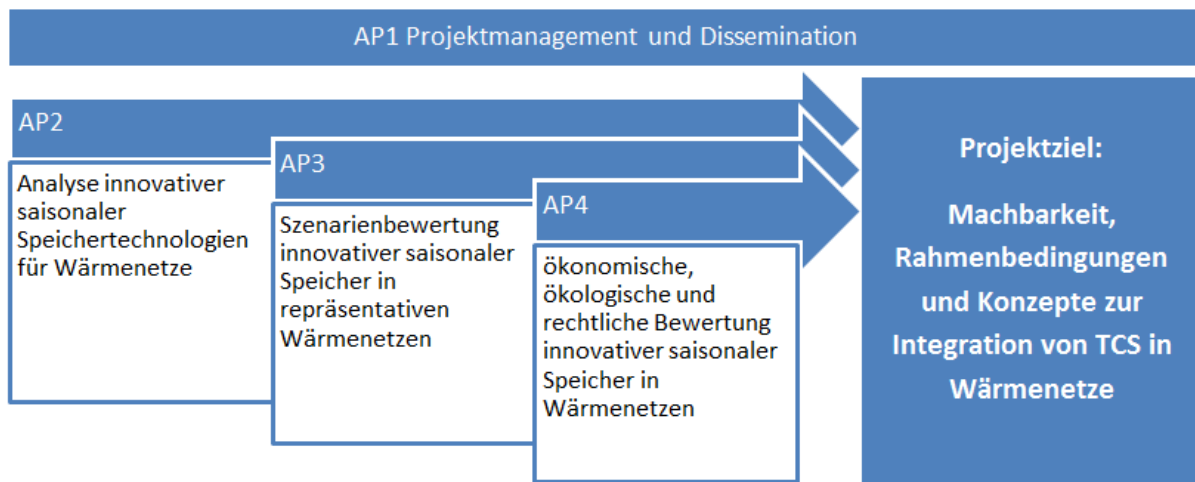 AP1 Projektmanagement und Dissemination
AP2
Analyse innovativer
saisonaler
Speichertechnologien
für Wärmenetze
AP3
Szenarienbewertung
innovativer saisonaler
Speicher in
repräsentativen
Wärmenetzen
AP4
ökonomische,
ökologische und
rechtliche Bewertung
innovativer saisonaler
Speicher in
Wärmenetzen
Projektziel:
Machbarkeit,
Rahmenbedingungen
und Konzepte zur
Integration von TCS in
Wärmenetze